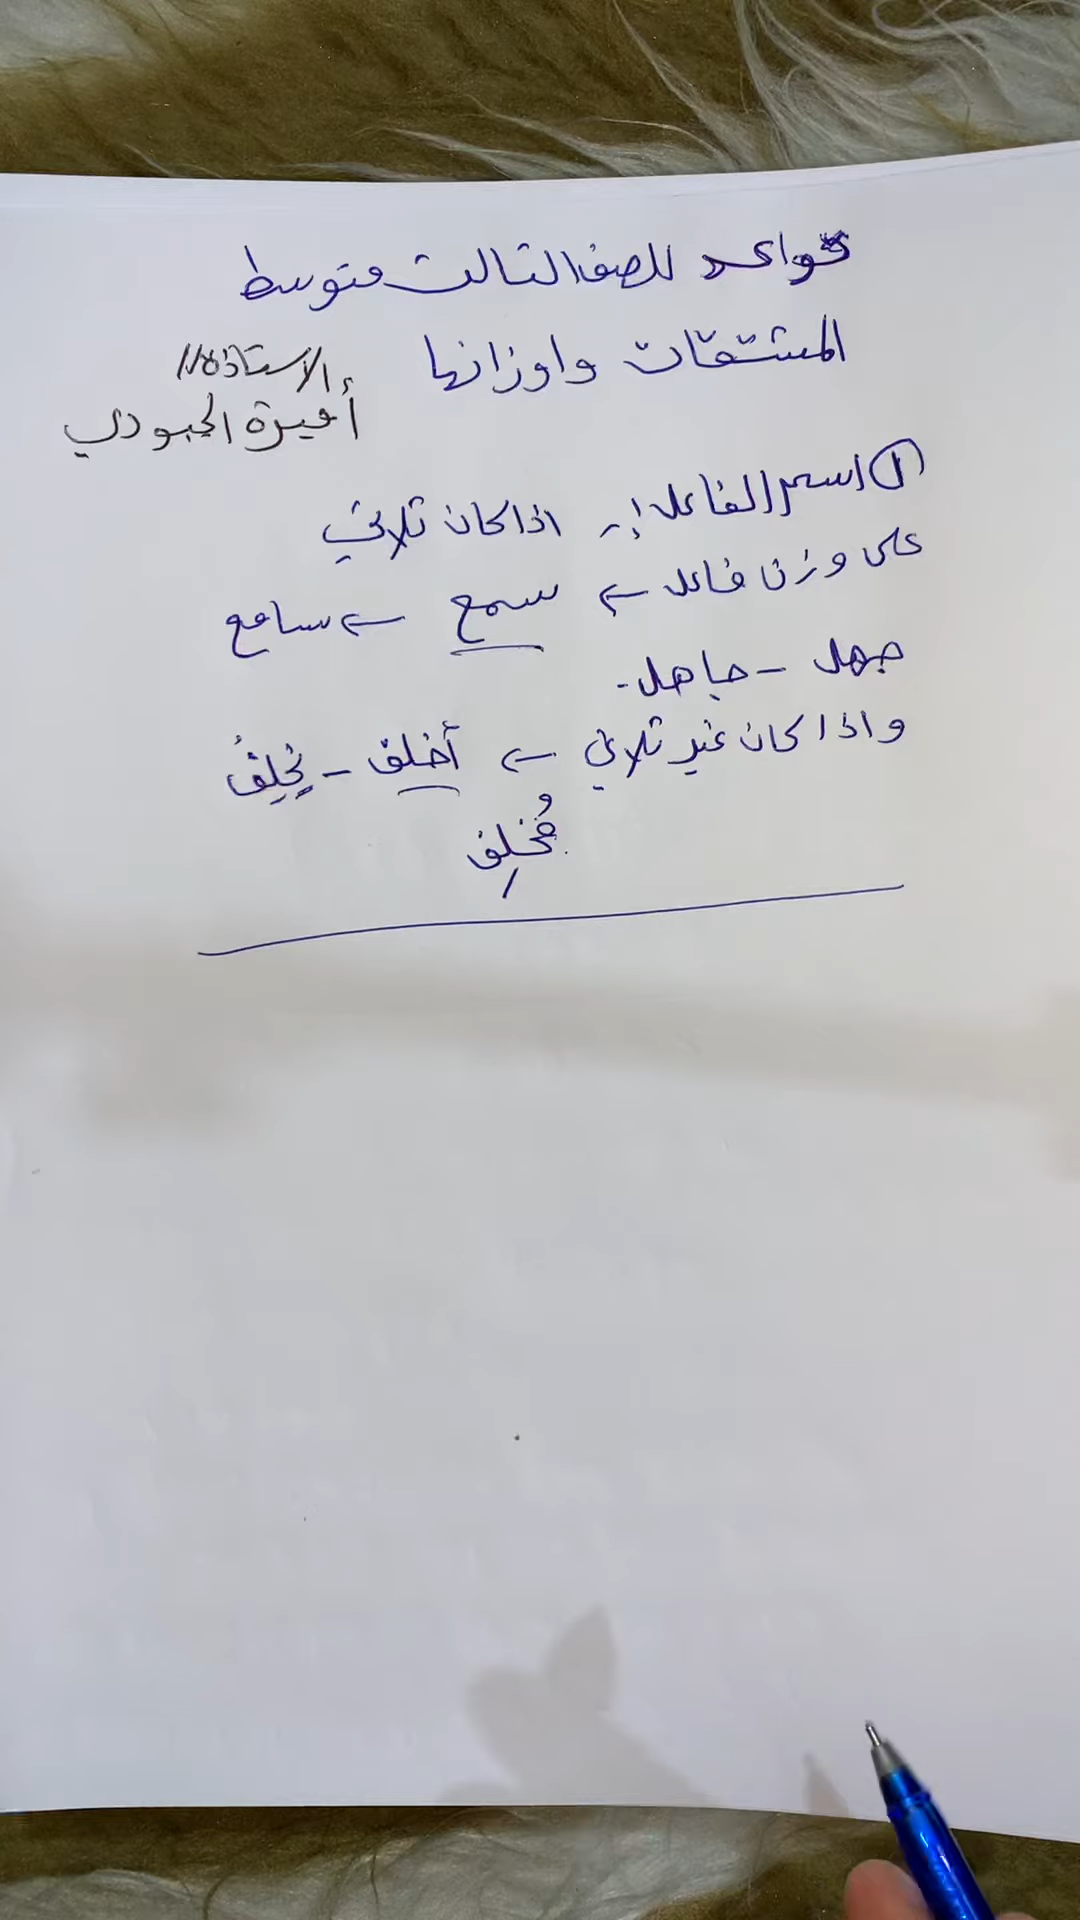 قواعد للصف الثالث متوسط
المشتقات واوزانها
الاستاذة//
أميرة الجبودي
① اسم الفاعل :- اذا كان ثلاثي
على وزن فاعل ← سمع ← سامع
جهل - جاهل.
واذا كان غير ثلاثي ← أخلف - يُخلِفُ
مُخلِف